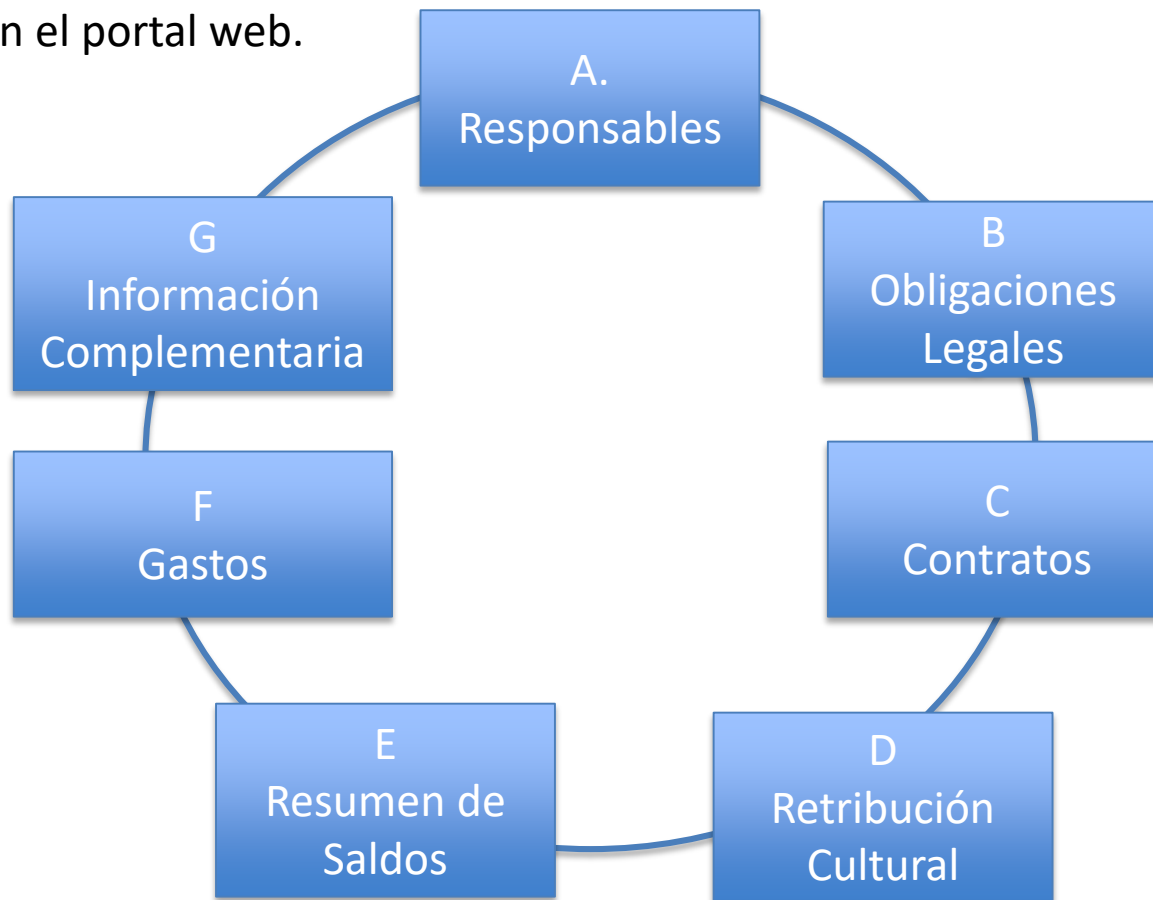 n el portal web.
A.
Responsables
B
Obligaciones
Legales
C
Contratos
D
Retribución
Cultural
E
Resumen de
Saldos
F
Gastos
G
Información
Complementaria